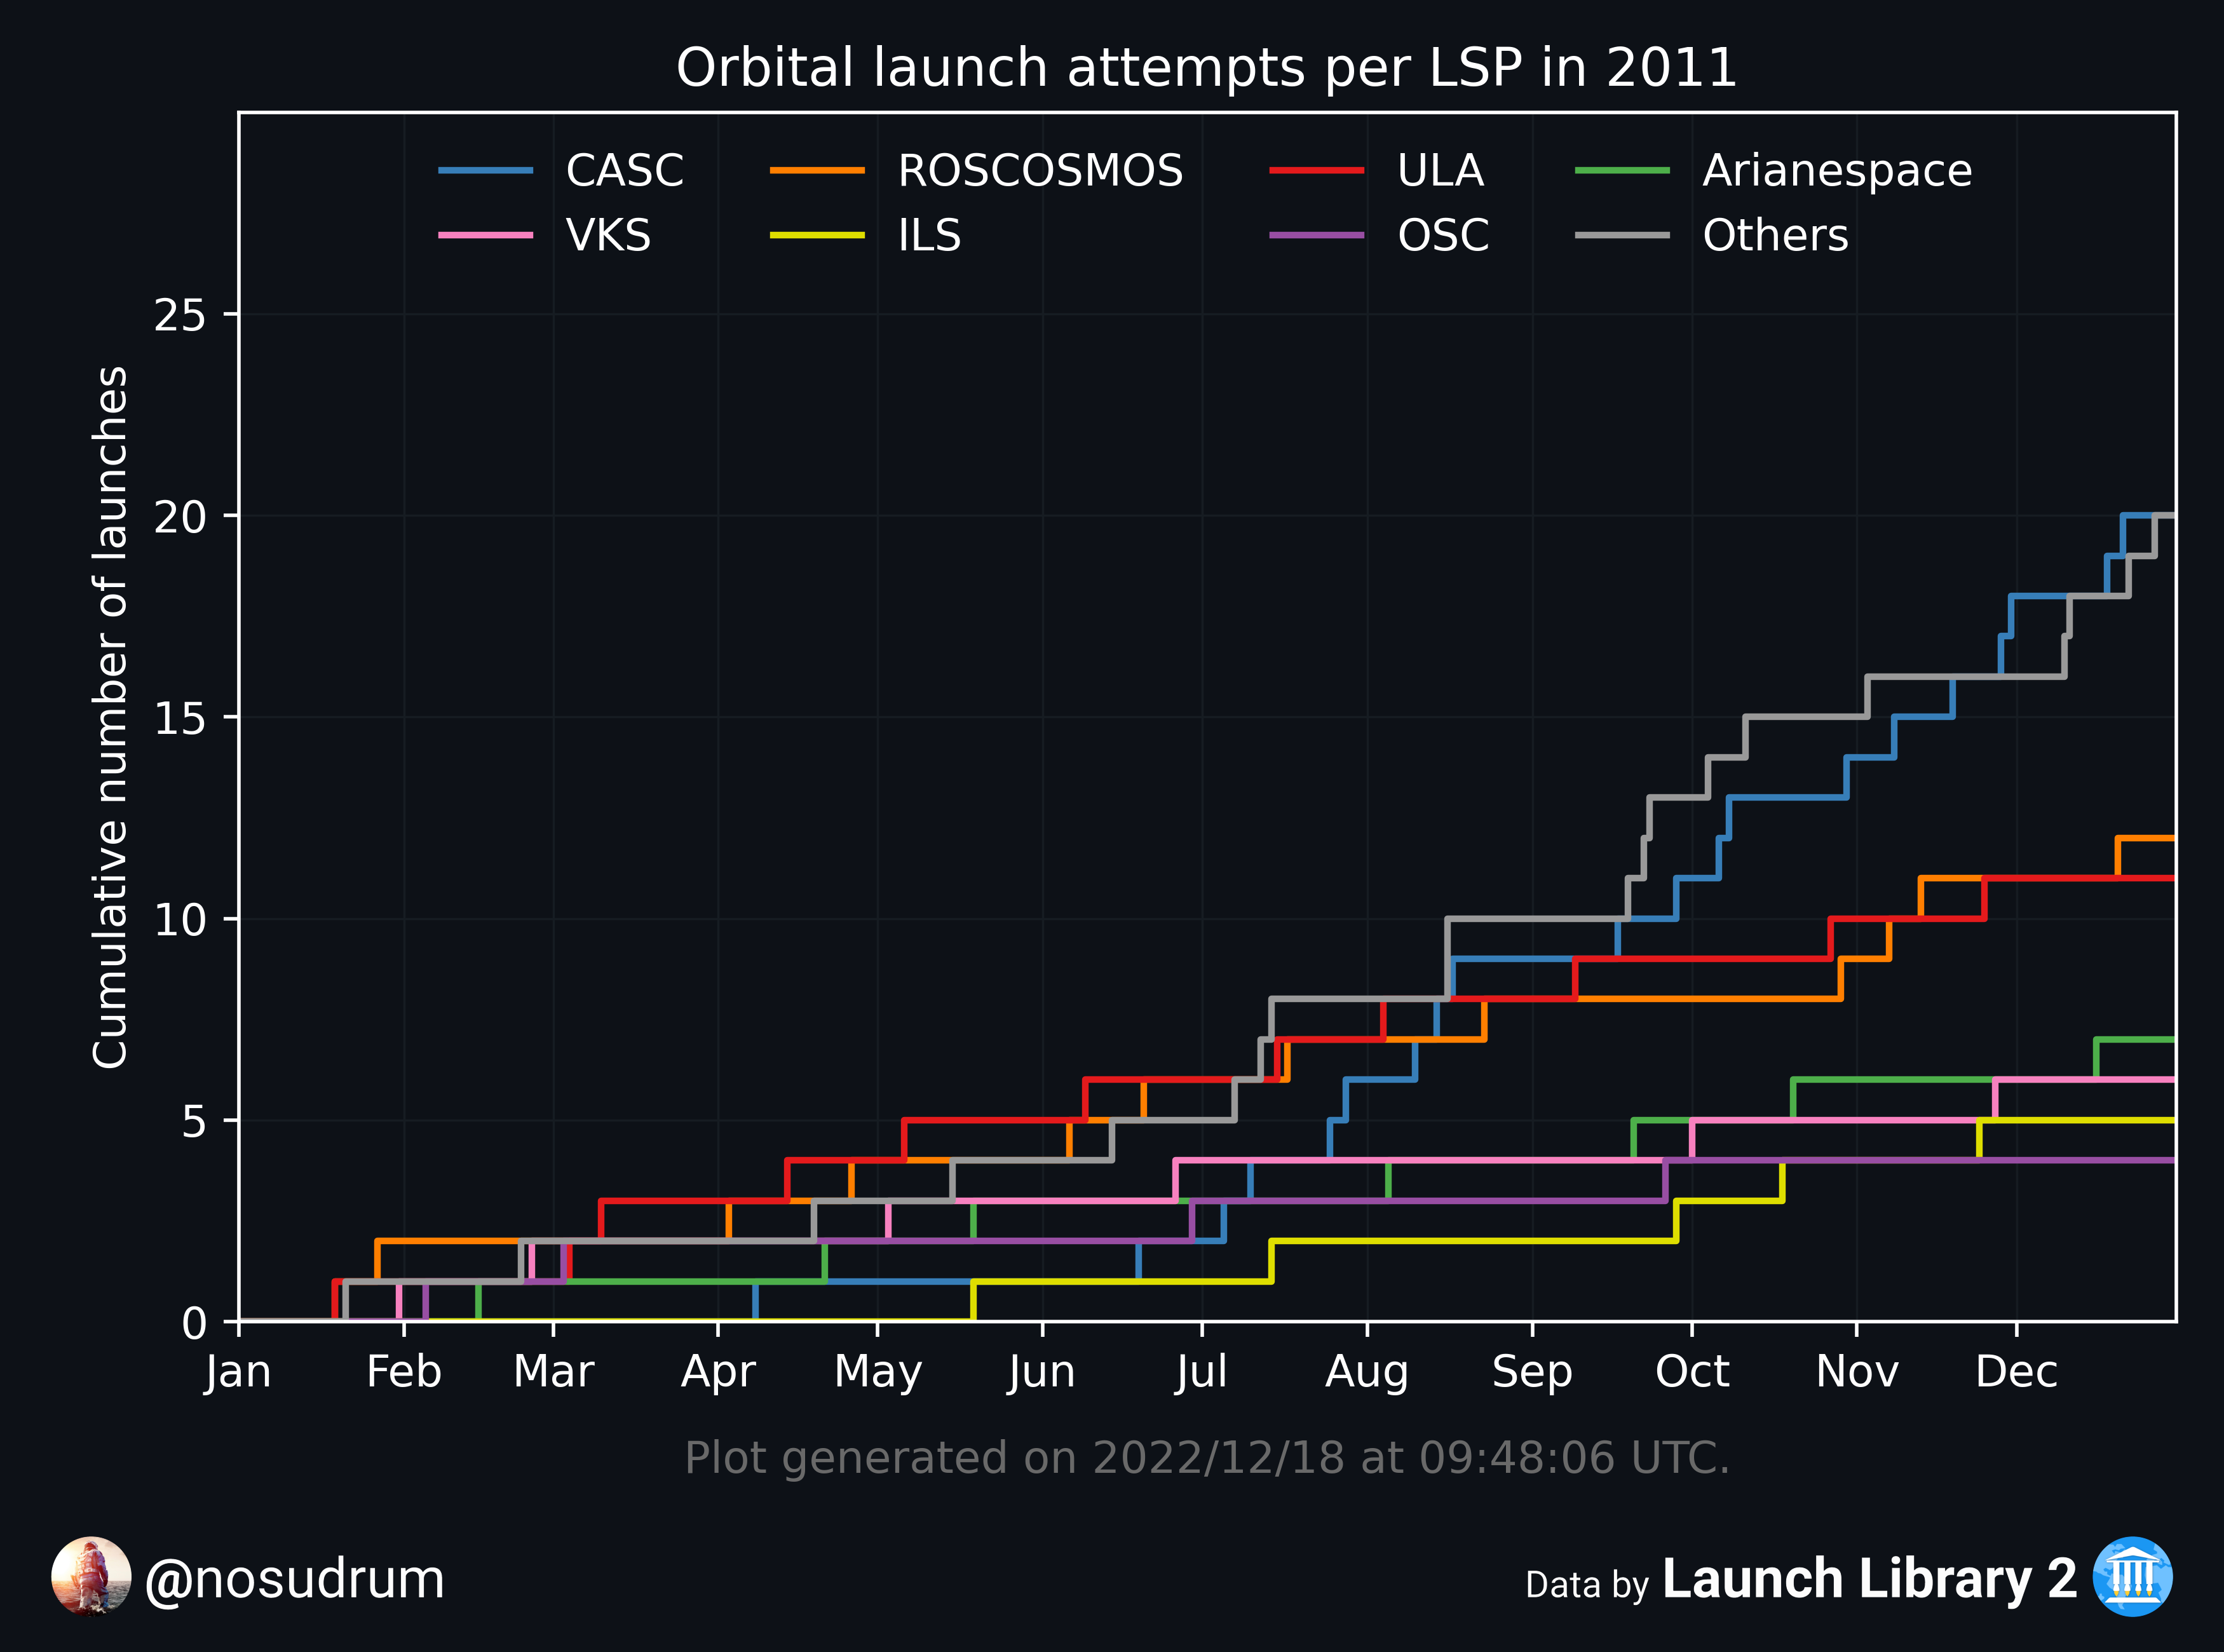 Orbital launch attempts per LSP in 2011
CASC ROSCOSMOS ULA Arianespace
VKS ILS OSC Others
Cumulative number of launches
25
20
15
10
5
0
Jan Feb Mar Apr May Jun Jul Aug Sep Oct Nov Dec
Plot generated on 2022/12/18 at 09:48:06 UTC.
@nosudrum
Data by Launch Library 2